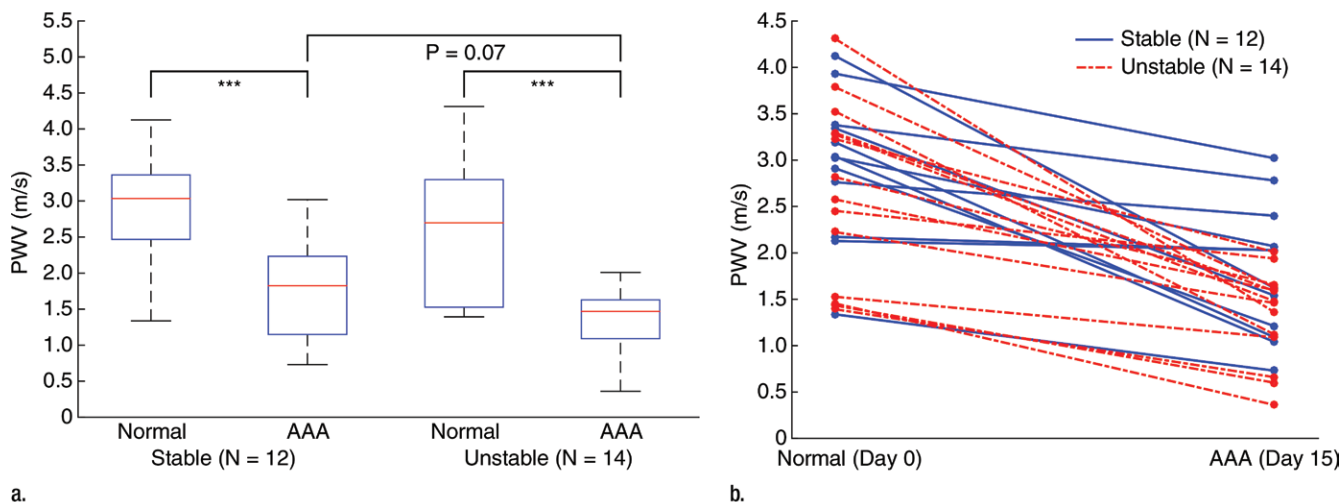 5.5
5.0
4.5
4.0
3.5
3.0
2.5
2.0
1.5
1.0
0.5
0
PWV (m/s)
P = 0.07
***
***
Normal
AAA
Normal
AAA
Stable (N = 12)
Unstable (N = 14)
a.
4.5
4.0
3.5
3.0
2.5
2.0
1.5
1.0
0.5
0
PWV (m/s)
Stable (N = 12)
Unstable (N = 14)
Normal (Day 0)
AAA (Day 15)
b.